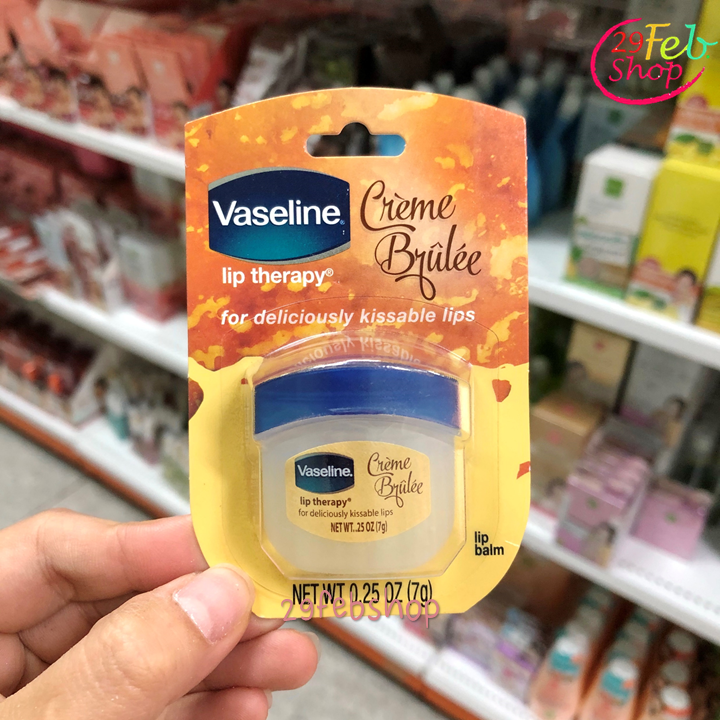 29Feb
Shop
Vaseline
lip therapy®
Crème
Brûlée
for deliciously kissable lips
Vaseline.
lip therapy®
Crème
Brûlée
for deliciously kissable lips
NET WT. .25 OZ (7g)
lip
balm
NET WT 0.25 OZ (7g)
29febshop